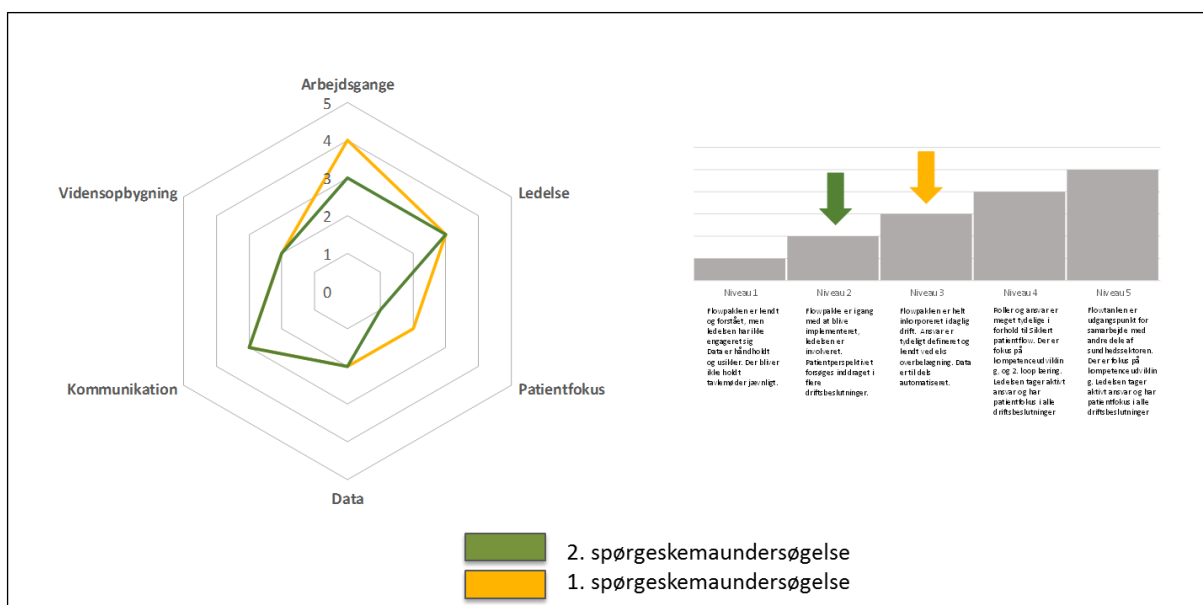 Arbejdsgange
5
4
3
2
1
0
Vidensopbygning
Ledelse
Kommunikation
Patientfokus
Data
Niveau 1
Flowpakken er kendt
og forstået, men
ledelsen har ikke
engageret sig
Data er håndholdt
og usikker. Der bliver
ikke holdt
tavlemøder jævnligt.
Niveau 2
Flowpakke er i gang
med at blive
implementeret,
ledelsen er
involveret.
Patientperspektivet
forsøges inddraget i
flere
driftsbeslutninger.
Niveau 3
Flowpakken er helt
inkorporeret i daglig
drift. Ansvar er
tydeligt defineret og
kendt ved eks
overbelægning. Data
er til dels
automatiseret.
Niveau 4
Roller og ansvar er
meget tydelige i
forhold til Sikkert
patientflow. Der er
fokus på
kompetenceudviklin
g, og 2. loop læring.
Ledelsen tager aktivt
ansvar og har
patientfokus i alle
driftsbeslutninger
Niveau 5
Flowtanken er
udgangspunkt for
samarbejde med
andre dele af
sundhedssektoren.
Der er fokus på
kompetenceudviklin
g. Ledelsen tager
aktivt ansvar og har
patientfokus i alle
driftsbeslutninger
2. spørgeskemaundersøgelse
1. spørgeskemaundersøgelse